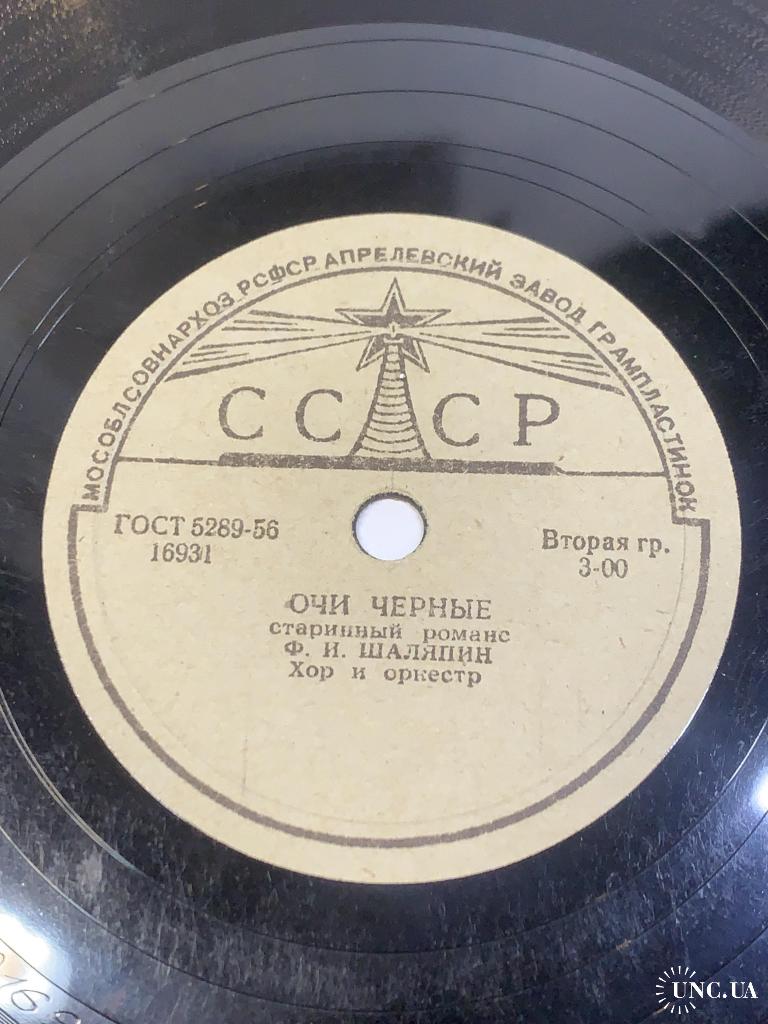 МОСОБЛСОВНАРХОЗ РСФСР АПРЕЛЕВСКИЙ ЗАВОД ГРАМПЛАСТИНОК
СССР
ГОСТ 5289-56
16931
Вторая гр.
3-00
ОЧИ ЧЕРНЫЕ
старинный романс
Ф. И. ШАЛЯПИН
Хор и оркестр
UNC.UA